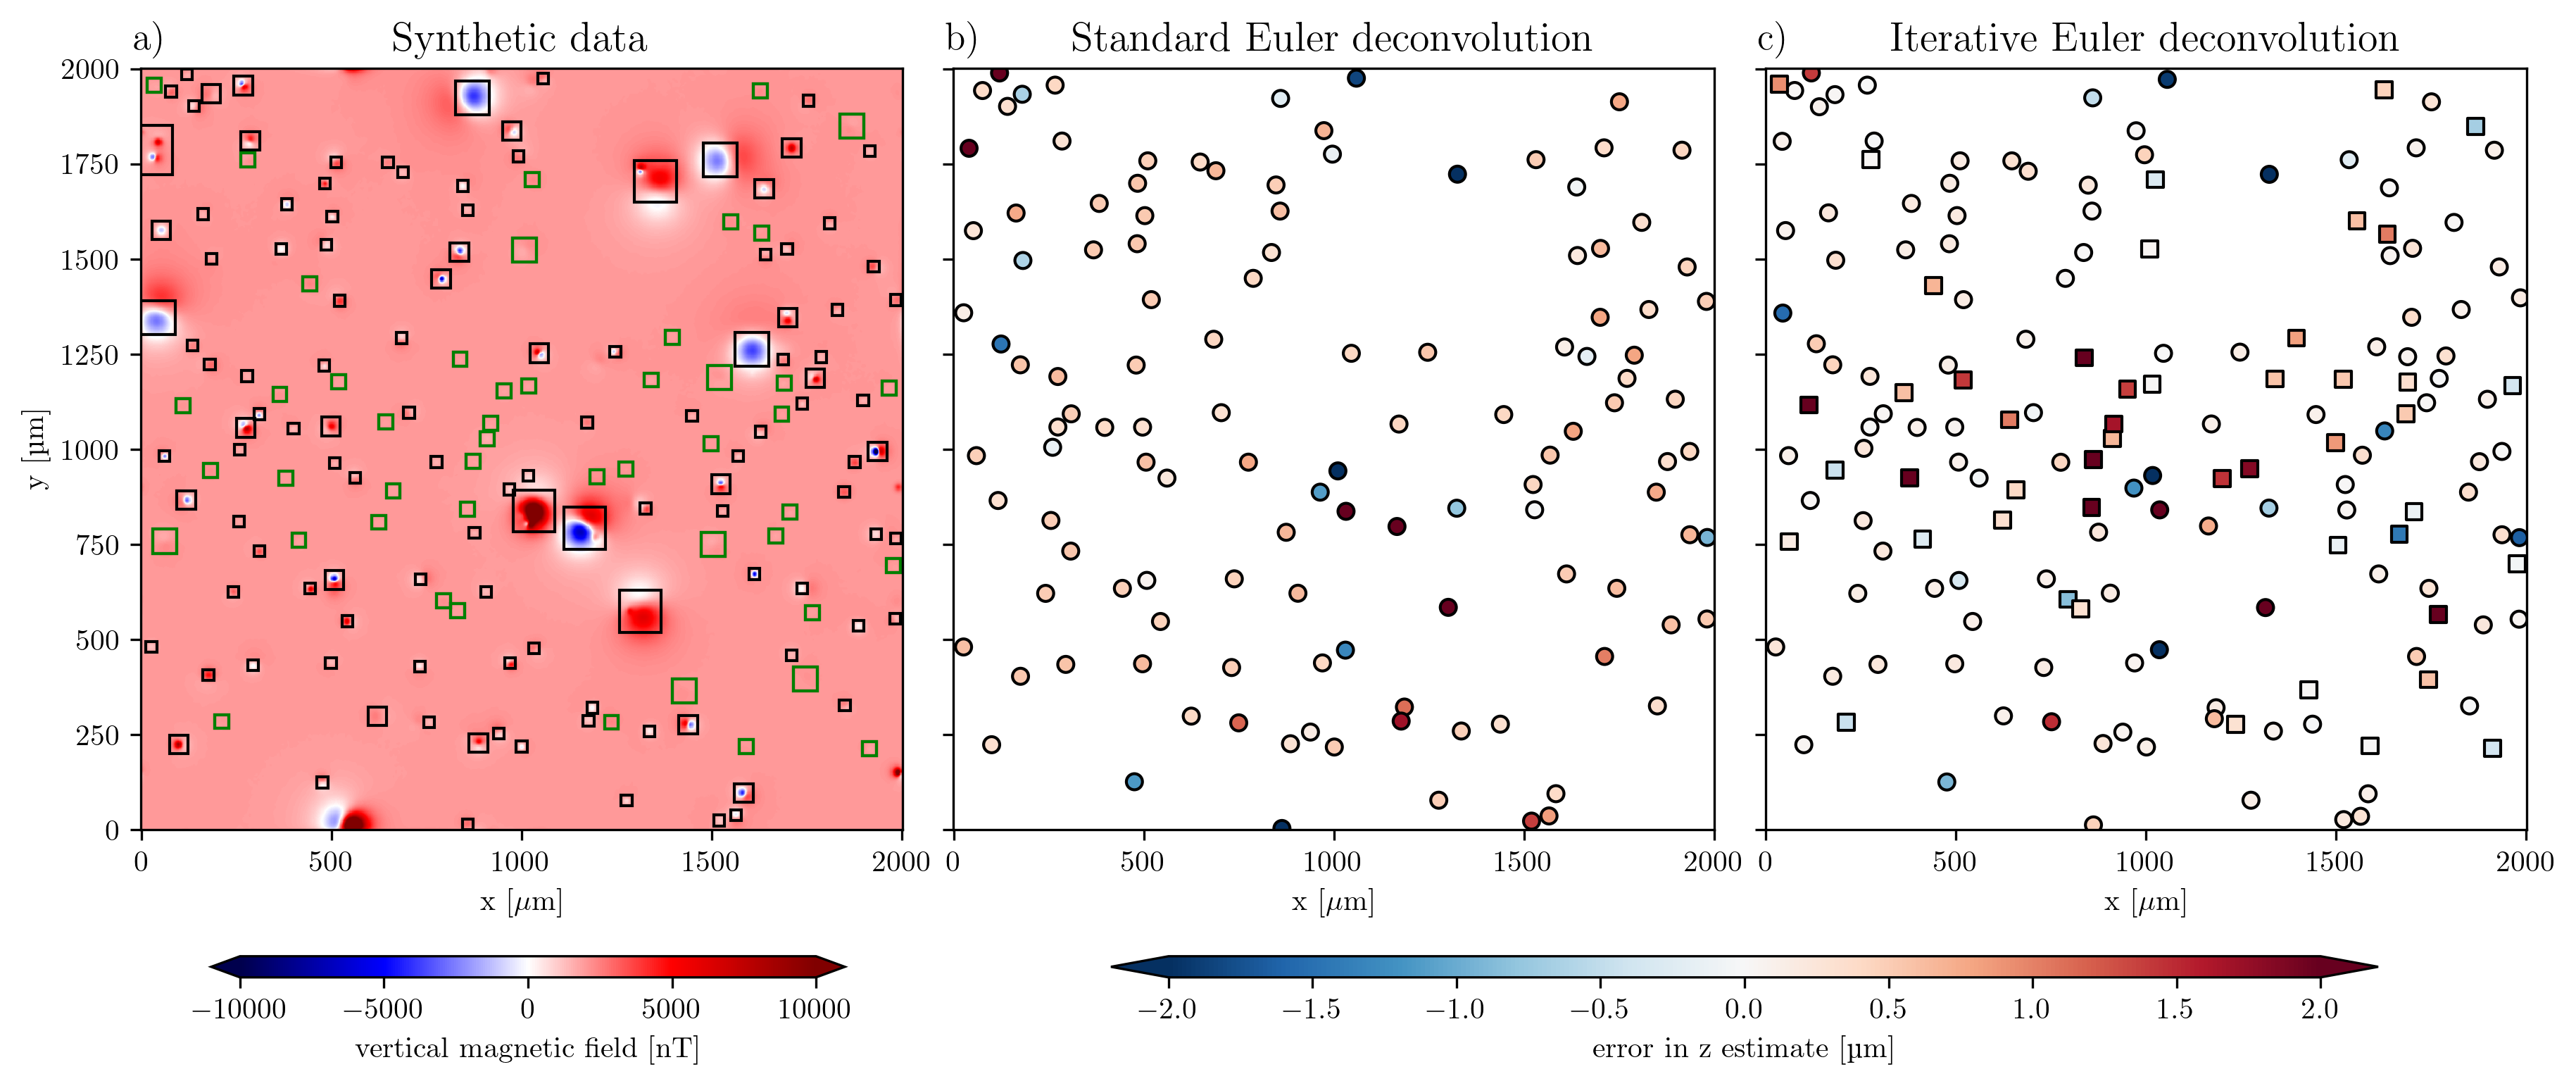 a) Synthetic data
b) Standard Euler deconvolution
c) Iterative Euler deconvolution
2000
1750
1500
1250
1000
750
500
250
0
y [µm]
0 500 1000 1500 2000
x [µm]
0 500 1000 1500 2000
x [µm]
0 500 1000 1500 2000
x [µm]
−10000 −5000 0 5000 10000
vertical magnetic field [nT]
−2.0 −1.5 −1.0 −0.5 0.0 0.5 1.0 1.5 2.0
error in z estimate [µm]